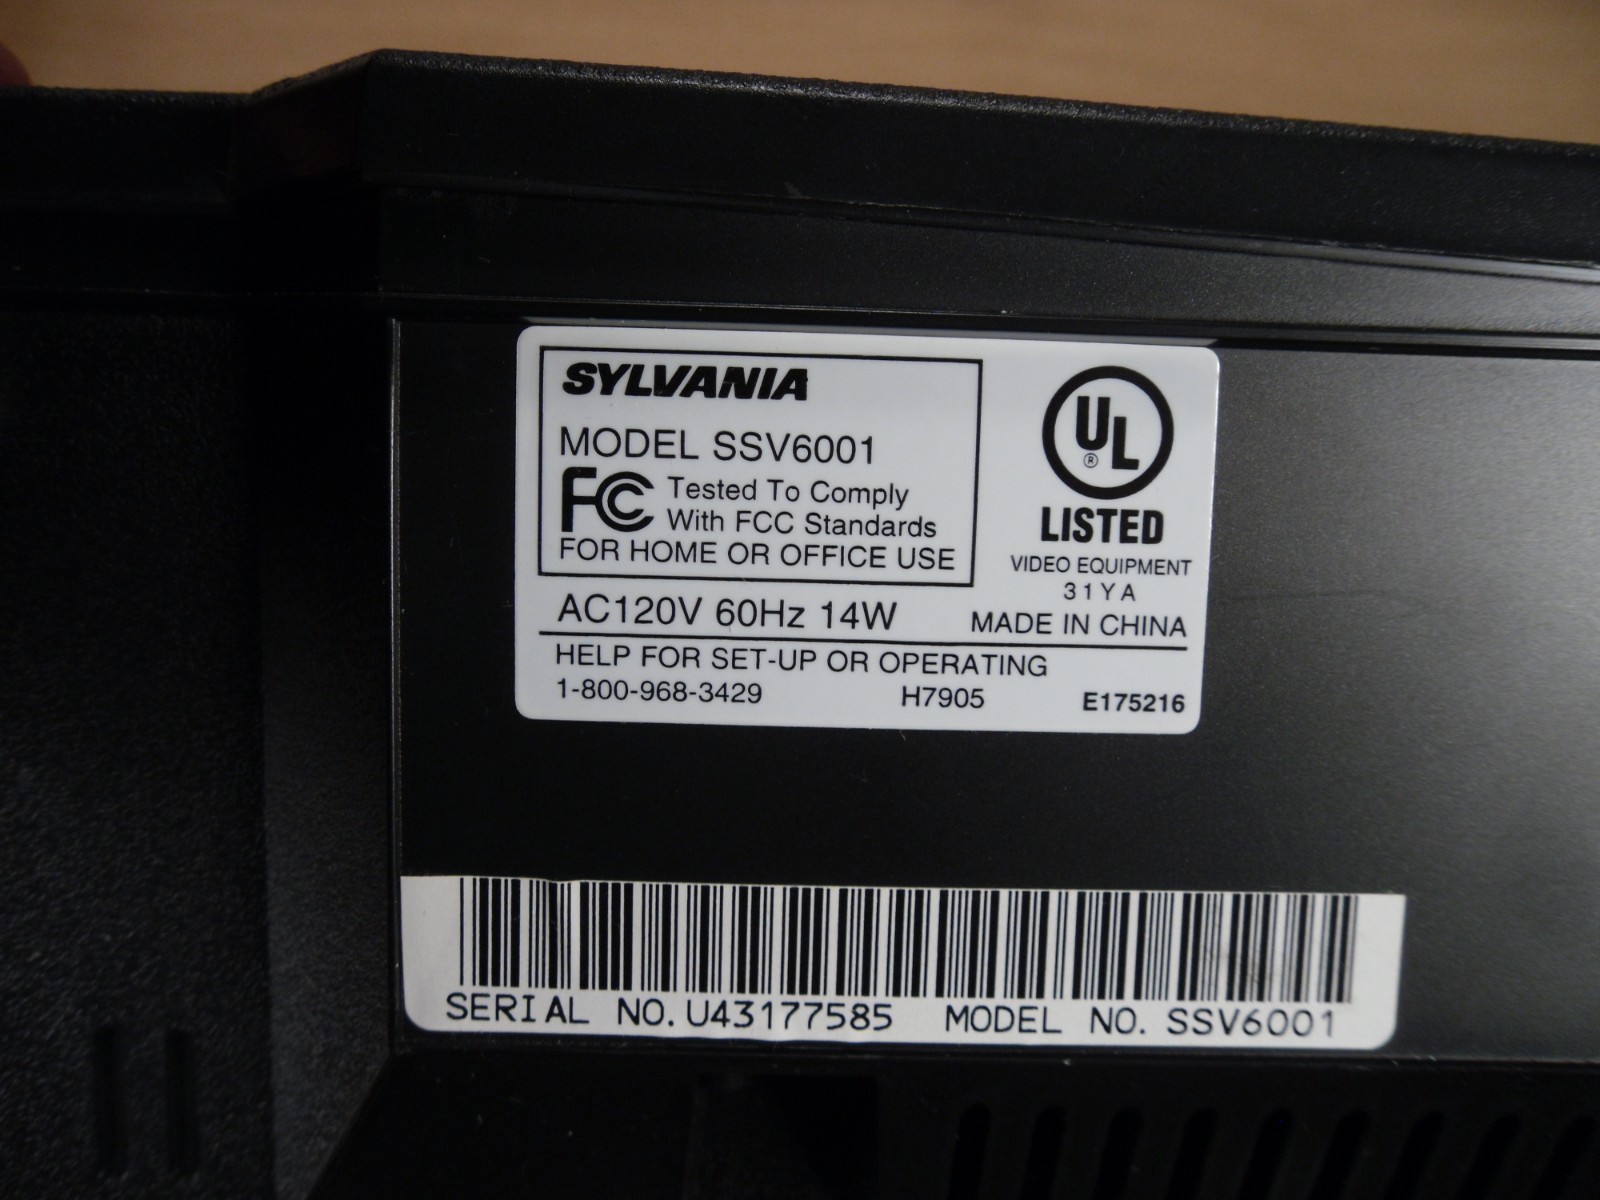 SYLVANIA
MODEL SSV6001
FC Tested To Comply
With FCC Standards
FOR HOME OR OFFICE USE
UL
®
LISTED
VIDEO EQUIPMENT
31YA
AC120V 60Hz 14W
MADE IN CHINA
HELP FOR SET-UP OR OPERATING
1-800-968-3429 H7905 E175216
SERIAL NO. U43177585 MODEL NO. SSV6001